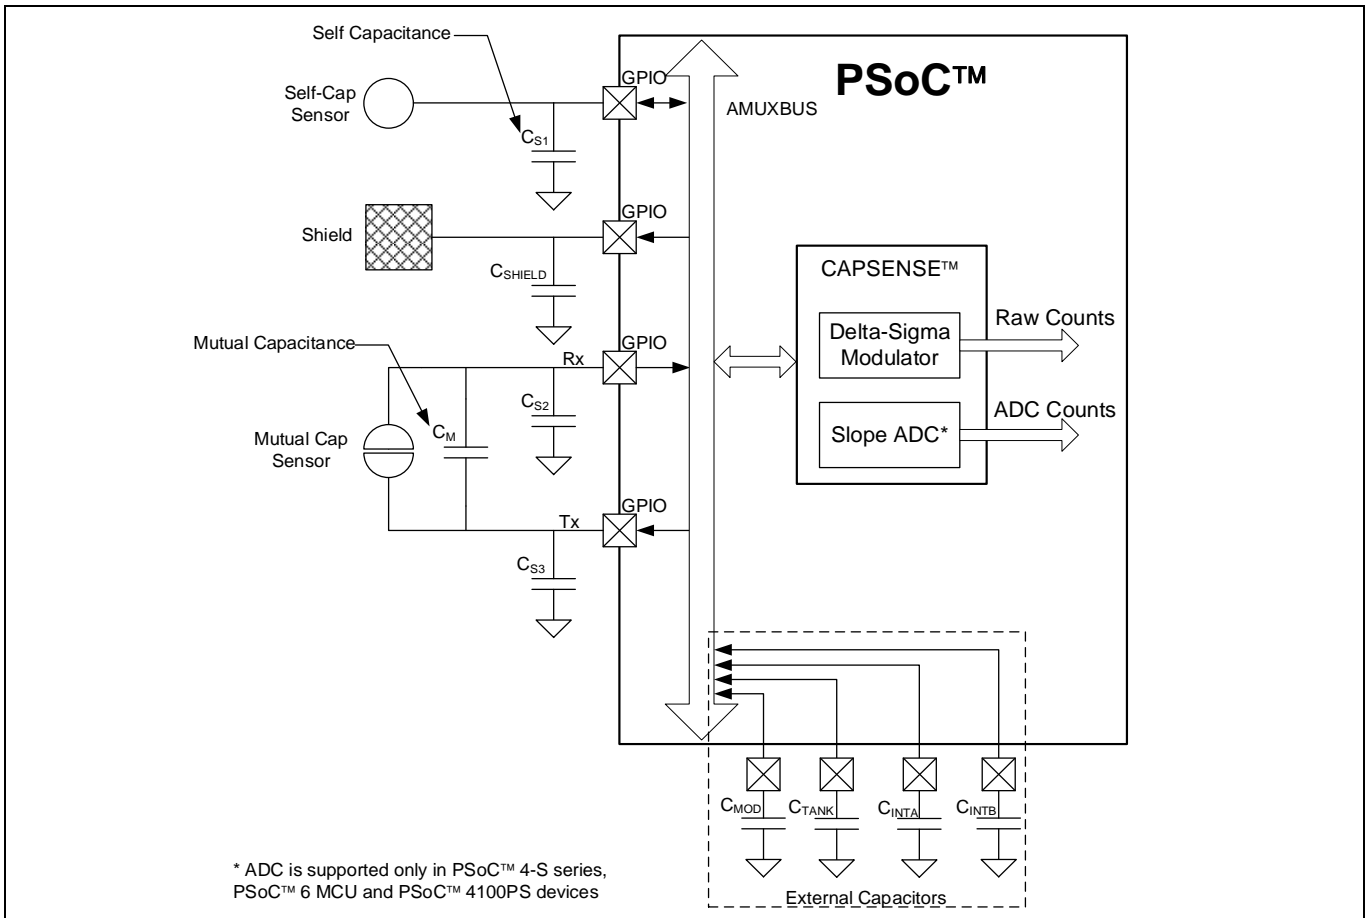 Self Capacitance
PSoC™
GPIO
Self-Cap
Sensor
AMUXBUS
CS1
GPIO
Shield
CSHIELD
CAPSENSE™
Raw Counts
Delta-Sigma
Modulator
Mutual Capacitance
GPIO
Rx
CS2
ADC Counts
CM
Slope ADC*
Mutual Cap
Sensor
GPIO
Tx
CS3
CMOD
CTANK
CINTA
CINTB
* ADC is supported only in PSoC™ 4-S series,
PSoC™ 6 MCU and PSoC™ 4100PS devices
External Capacitors